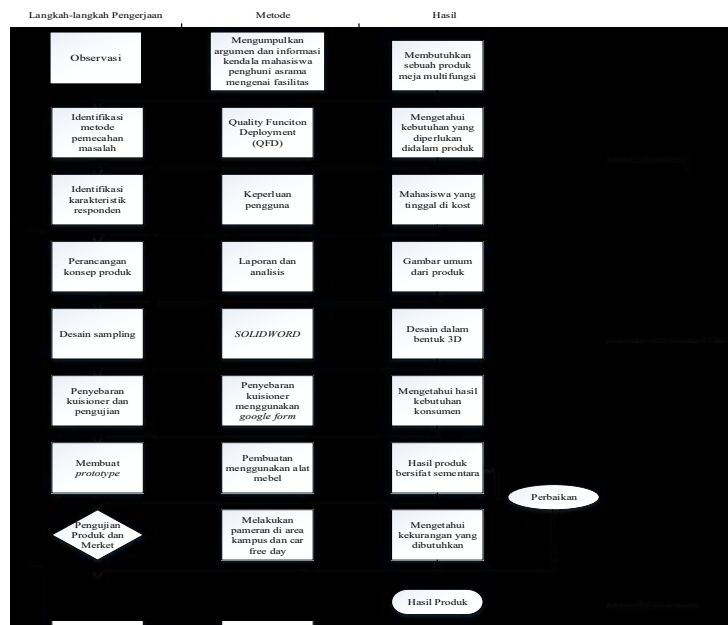 Langkah-langkah Pengerjaan
Metode
Hasil
Observasi
Mengumpulkan
argumen dan informasi
kendala mahasiswa
penghuni asrama
mengenai fasilitas
Membutuhkan
sebuah produk
meja multifungsi
Identifikasi
metode
pemecahan
masalah
Quality Funciton
Deployment
(QFD)
Mengetahui
kebutuhan yang
diperlukan
didalam produk
Identifikasi
karakteristik
responden
Keperluan
pengguna
Mahasiswa yang
tinggal di kost
Perancangan
konsep produk
Laporan dan
analisis
Gambar umum
dari produk
Desain sampling
SOLIDWORD
Desain dalam
bentuk 3D
Penyebaran
kuisioner dan
pengujian
Penyebaran
kuisioner
menggunakan
google form
Mengetahui hasil
kebutuhan
konsumen
Membuat
prototype
Pembuatan
menggunakan alat
mebel
Hasil produk
bersifat sementara
Perbaikan
Pengujian
Produk dan
Merket
Melakukan
pameran di area
kampus dan car
free day
Mengetahui
kekurangan yang
dibutuhkan
Hasil Produk